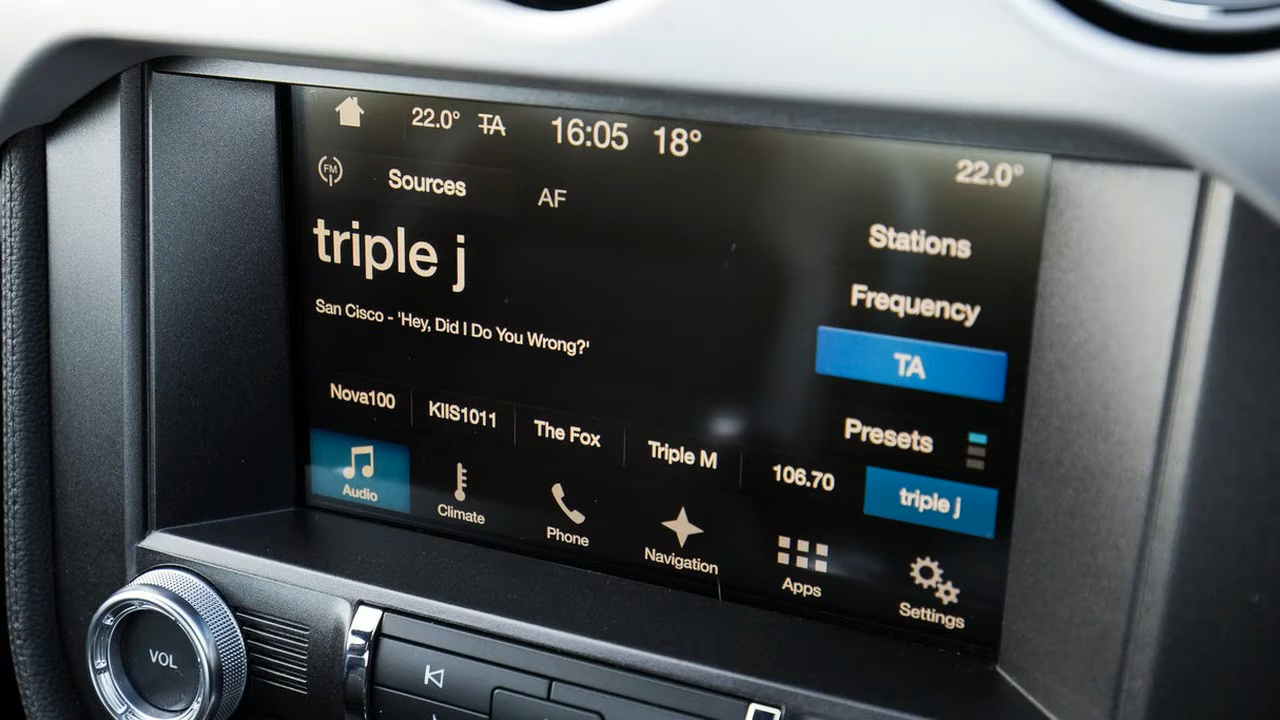 22.0° TA 16:05 18° 22.0°
FM Sources AF
Stations
triple j
Frequency
San Cisco - 'Hey, Did I Do You Wrong?'
TA
Presets
Nova100 KIIS1011 The Fox Triple M 106.70 triple j
Audio Climate Phone Navigation Apps Settings
VOL